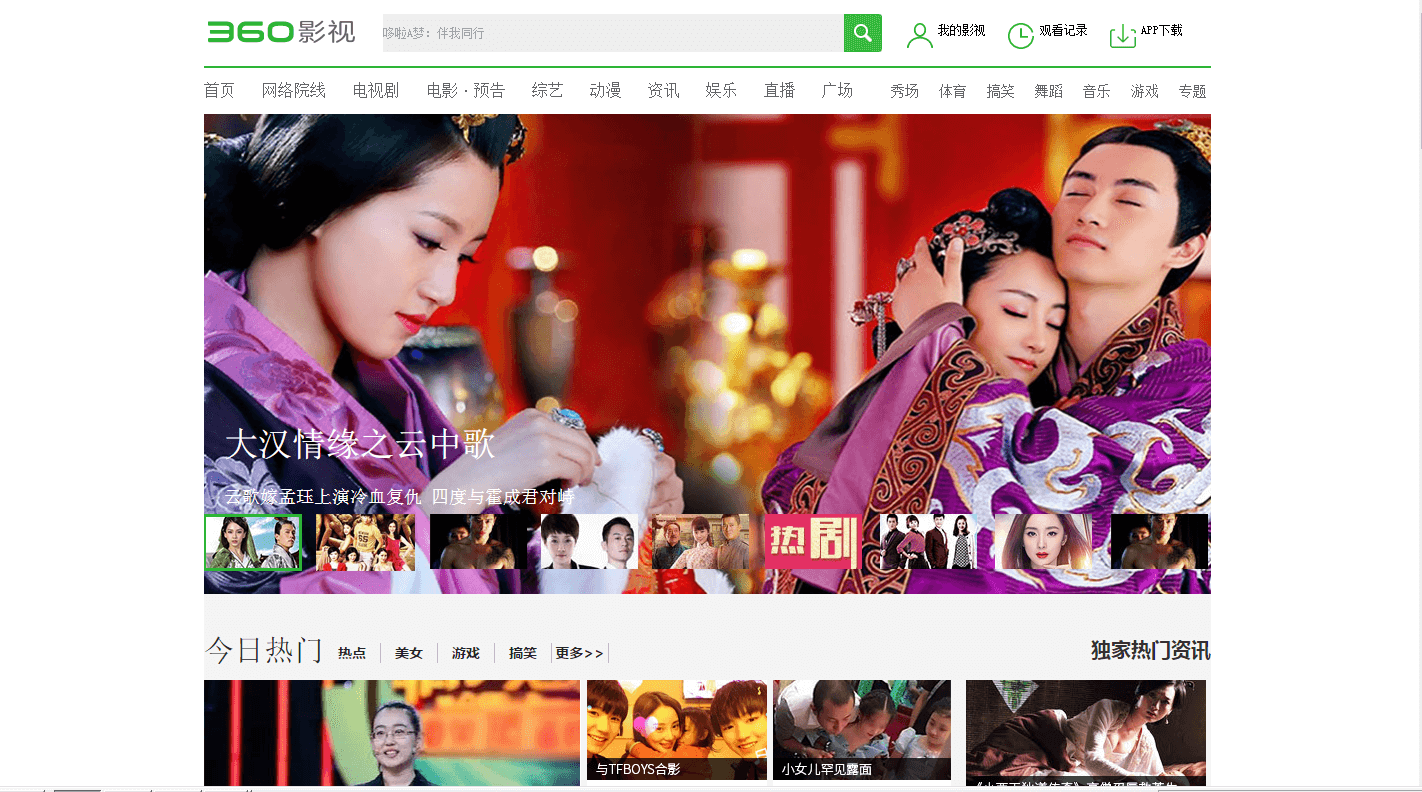 360影视
哆啦A梦：伴我同行
我的影视 观看记录 APP下载
首页 网络院线 电视剧 电影·预告 综艺 动漫 资讯 娱乐 直播 广场 秀场 体育 搞笑 舞蹈 音乐 游戏 专题
大汉情缘之云中歌
云歌嫁孟珏上演冷血复仇 四度与霍成君对峙
热剧
今日热门 热点 美女 游戏 搞笑 更多>> 独家热门资讯
与TFBOYS合影 小女儿罕见露面